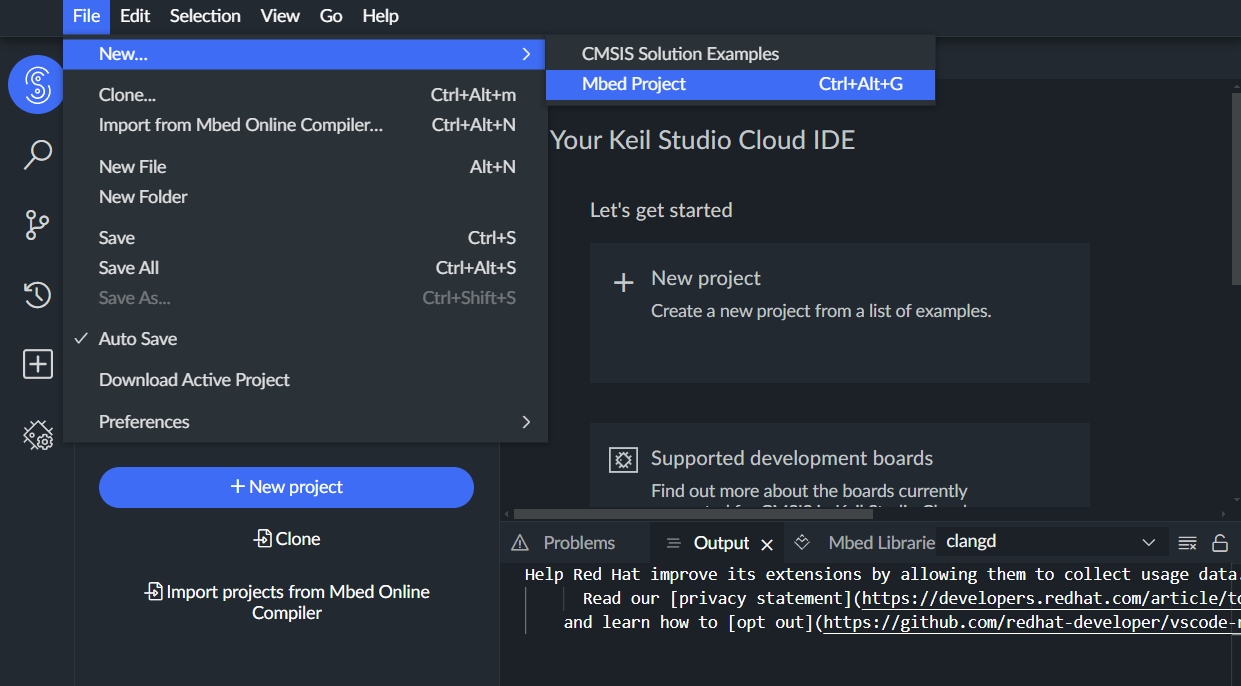 File Edit Selection View Go Help
New...
CMSIS Solution Examples
Mbed Project Ctrl+Alt+G
Clone... Ctrl+Alt+m
Import from Mbed Online Compiler... Ctrl+Alt+N
New File Alt+N
New Folder
Save Ctrl+S
Save All Ctrl+Alt+S
Save As... Ctrl+Shift+S
Auto Save
Download Active Project
Preferences
+ New project
Clone
Import projects from Mbed Online
Compiler
Your Keil Studio Cloud IDE
Let's get started
New project
Create a new project from a list of examples.
Supported development boards
Find out more about the boards currently
Problems Output Mbed Librarie clangd
Help Red Hat improve its extensions by allowing them to collect usage data.
Read our [privacy statement](https://developers.redhat.com/article/to
and learn how to [opt out](https://github.com/redhat-developer/vscode-r